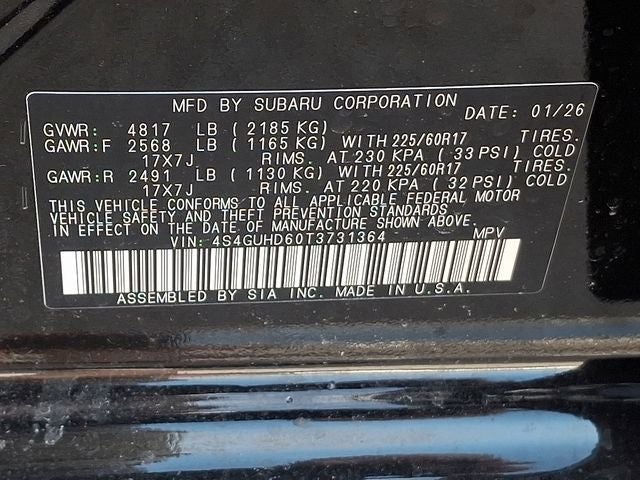 MFD BY SUBARU CORPORATION DATE: 01/26
GVWR: 4817 LB (2185 KG)
GAWR:F 2568 LB (1165 KG) WITH 225/60R17 TIRES.
17X7J RIMS. AT 230 KPA (33 PSI) COLD
GAWR:R 2491 LB (1130 KG) WITH 225/60R17 TIRES.
17X7J RIMS. AT 220 KPA (32 PSI) COLD
THIS VEHICLE CONFORMS TO ALL APPLICABLE FEDERAL MOTOR
VEHICLE SAFETY AND THEFT PREVENTION STANDARDS
IN EFFECT ON THE DATE OF MANUFACTURE SHOWN ABOVE.
VIN: 4S4GUHD60T3731364 MPV
ASSEMBLED BY SIA INC. MADE IN U.S.A.